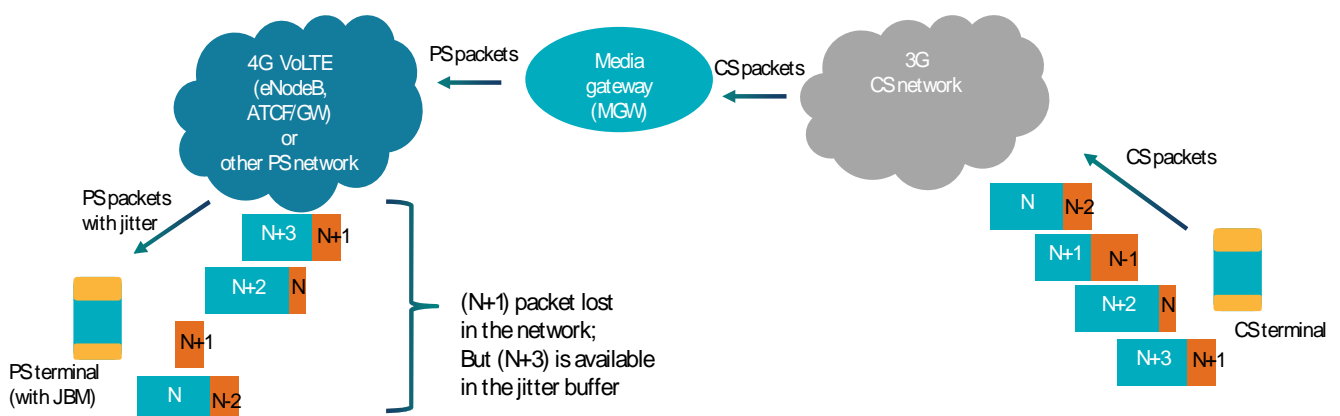 4G VoLTE
(eNodeB,
ATCF/GW)
or
other PS network
PS packets
Media
gateway
(MGW)
CS packets
3G
CS network
CS packets
PS packets
with jitter
N+3 N+1
N+2 N
N+1
N N-2
PS terminal
(with JBM)
(N+1) packet lost
in the network;
But (N+3) is available
in the jitter buffer
N N-2
N+1 N-1
N+2 N
N+3 N+1
CS terminal